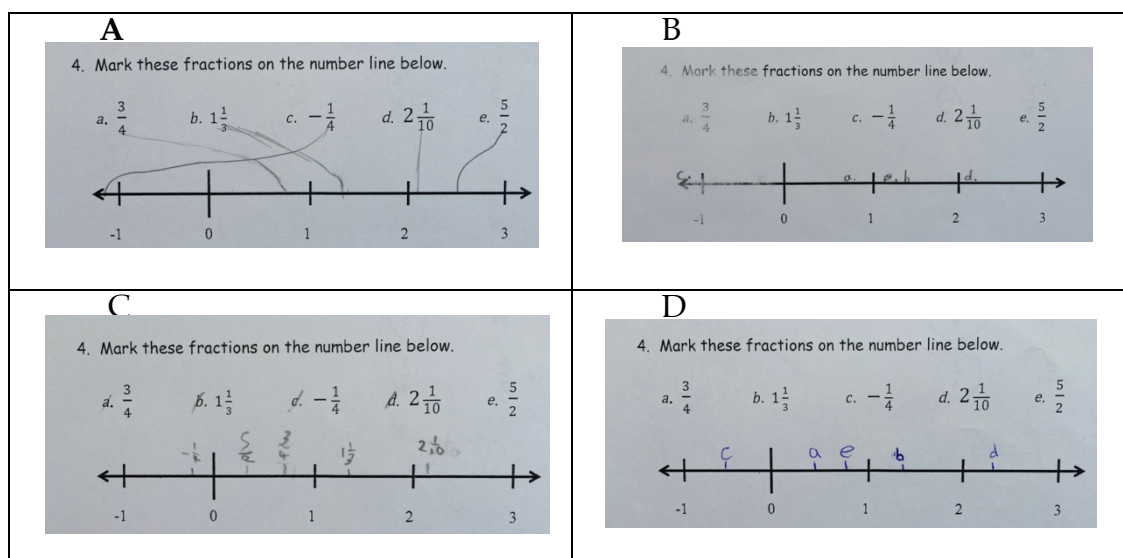 A
4. Mark these fractions on the number line below.
a. 3/4 b. 1 1/3 c. − 1/4 d. 2 1/10 e. 5/2
-1 0 1 2 3
B
4. Mark these fractions on the number line below.
a. 3/4 b. 1 1/3 c. − 1/4 d. 2 1/10 e. 5/2
c. a. e. b d.
-1 0 1 2 3
C
4. Mark these fractions on the number line below.
a. 3/4 b. 1 1/3 c. − 1/4 d. 2 1/10 e. 5/2
-1/4 5/2 3/4 1 1/3 2 1/10
-1 0 1 2 3
D
4. Mark these fractions on the number line below.
a. 3/4 b. 1 1/3 c. − 1/4 d. 2 1/10 e. 5/2
c a e b d
-1 0 1 2 3